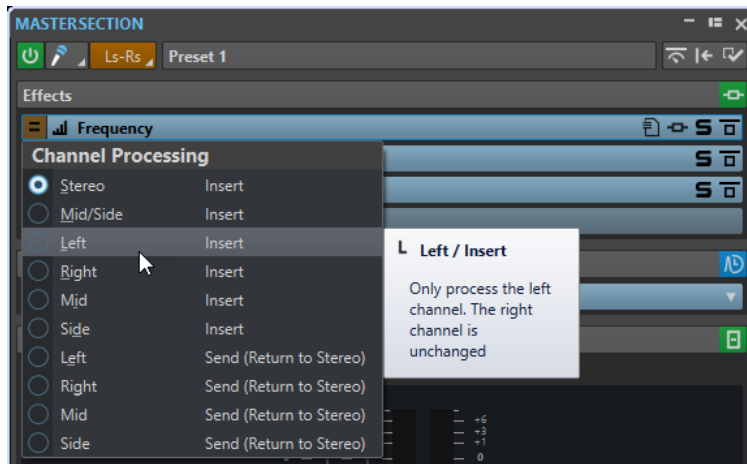 MASTERSECTION
Ls-Rs Preset 1
Effects
Frequency S
Channel Processing
S
Stereo Insert
S
Mid/Side Insert
Left Insert
Right Insert
Mid Insert
Side Insert
Left Send (Return to Stereo)
Right Send (Return to Stereo)
Mid Send (Return to Stereo)
Side Send (Return to Stereo)
L Left / Insert
Only process the left
channel. The right
channel is
unchanged
+6
+3
+1
0